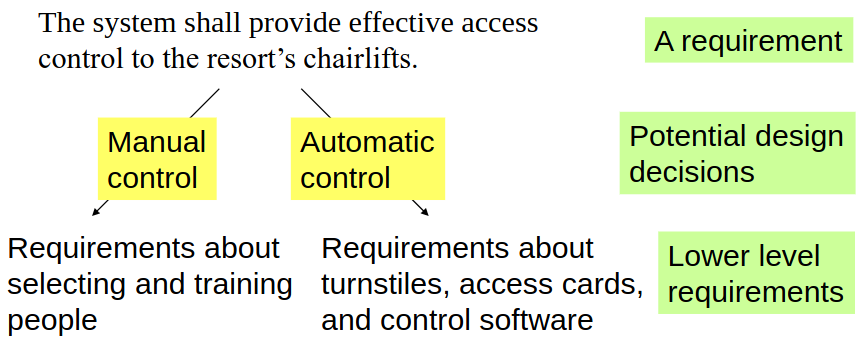 The system shall provide effective access
control to the resort’s chairlifts.
A requirement
Manual
control
Automatic
control
Potential design
decisions
Requirements about
selecting and training
people
Requirements about
turnstiles, access cards,
and control software
Lower level
requirements